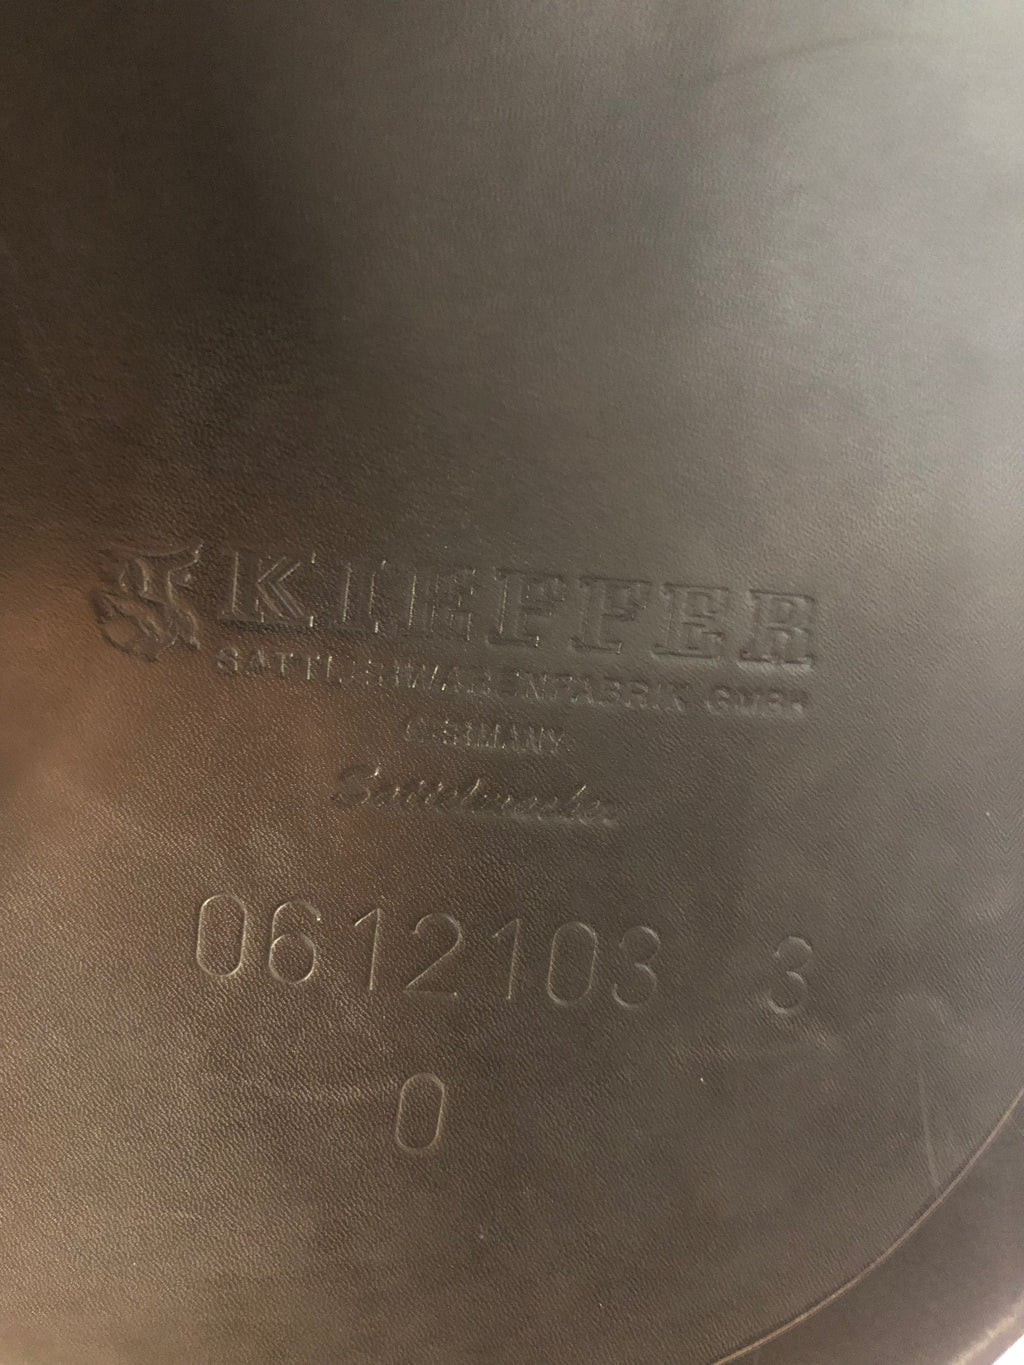 KIEFFER
SATTLERWARENFABRIK GMBH
GERMANY
0612103 3
0